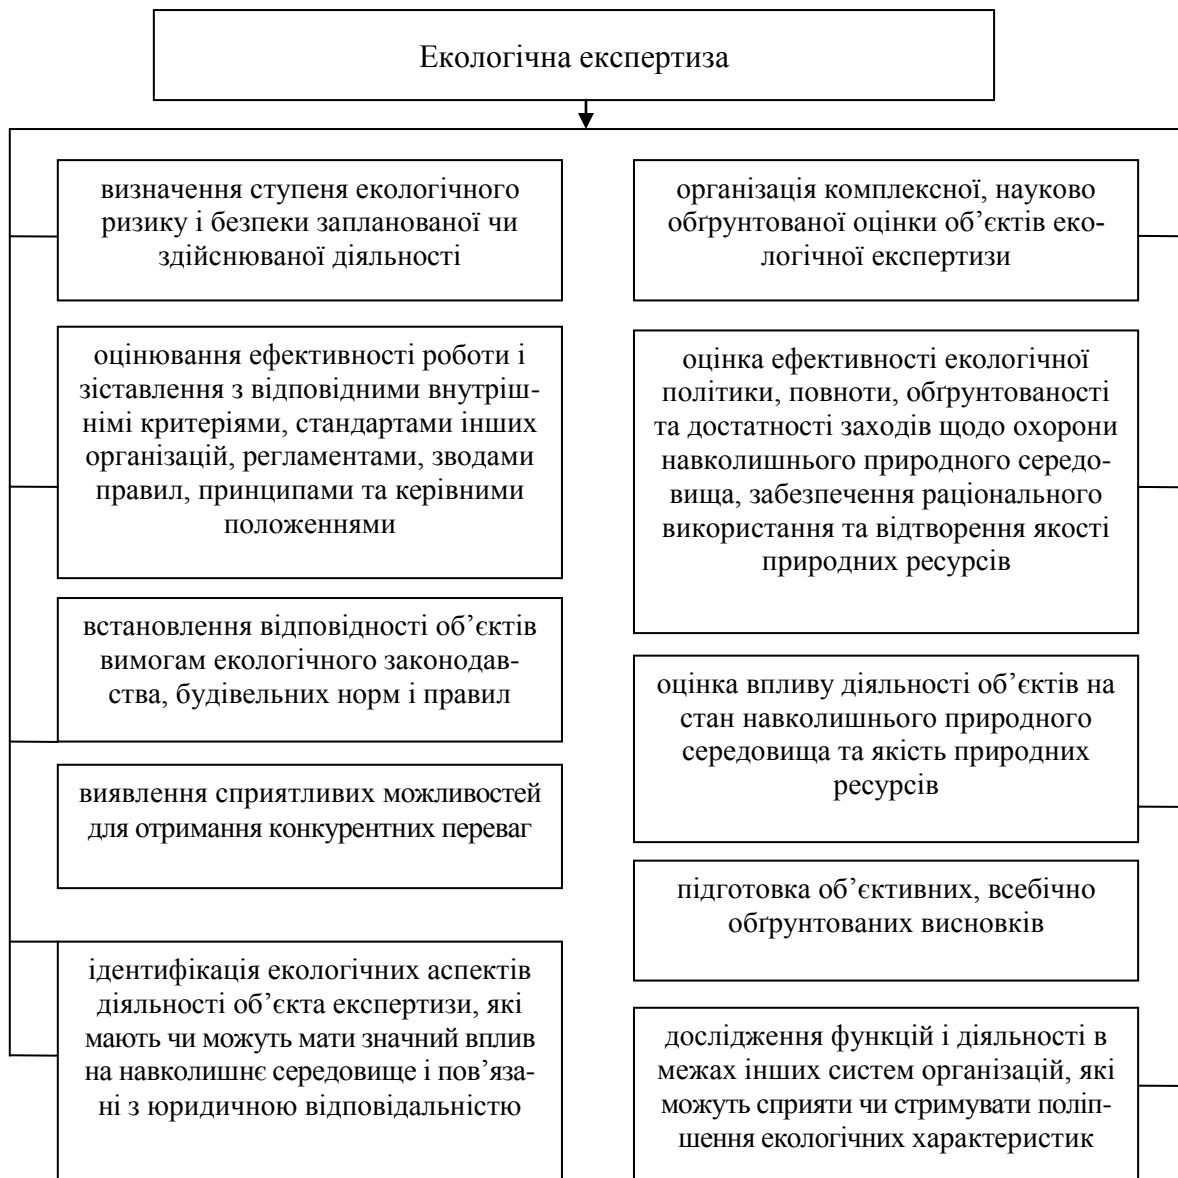 Екологічна експертиза
визначення ступеня екологічного
ризику і безпеки запланованої чи
здійснюваної діяльності
оцінювання ефективності роботи і
зіставлення з відповідними внутріш-
німі критеріями, стандартами інших
організацій, регламентами, зводами
правил, принципами та керівними
положеннями
встановлення відповідності об’єктів
вимогам екологічного законодав-
ства, будівельних норм і правил
виявлення сприятливих можливостей
для отримання конкурентних переваг
ідентифікація екологічних аспектів
діяльності об’єкта експертизи, які
мають чи можуть мати значний вплив
на навколишнє середовище і пов’яза-
ні з юридичною відповідальністю
організація комплексної, науково
обґрунтованої оцінки об’єктів еко-
логічної експертизи
оцінка ефективності екологічної
політики, повноти, обґрунтованості
та достатності заходів щодо охорони
навколишнього природного середо-
вища, забезпечення раціонального
використання та відтворення якості
природних ресурсів
оцінка впливу діяльності об’єктів на
стан навколишнього природного
середовища та якість природних
ресурсів
підготовка об’єктивних, всебічно
обґрунтованих висновків
дослідження функцій і діяльності в
межах інших систем організацій, які
можуть сприяти чи стримувати поліп-
шення екологічних характеристик